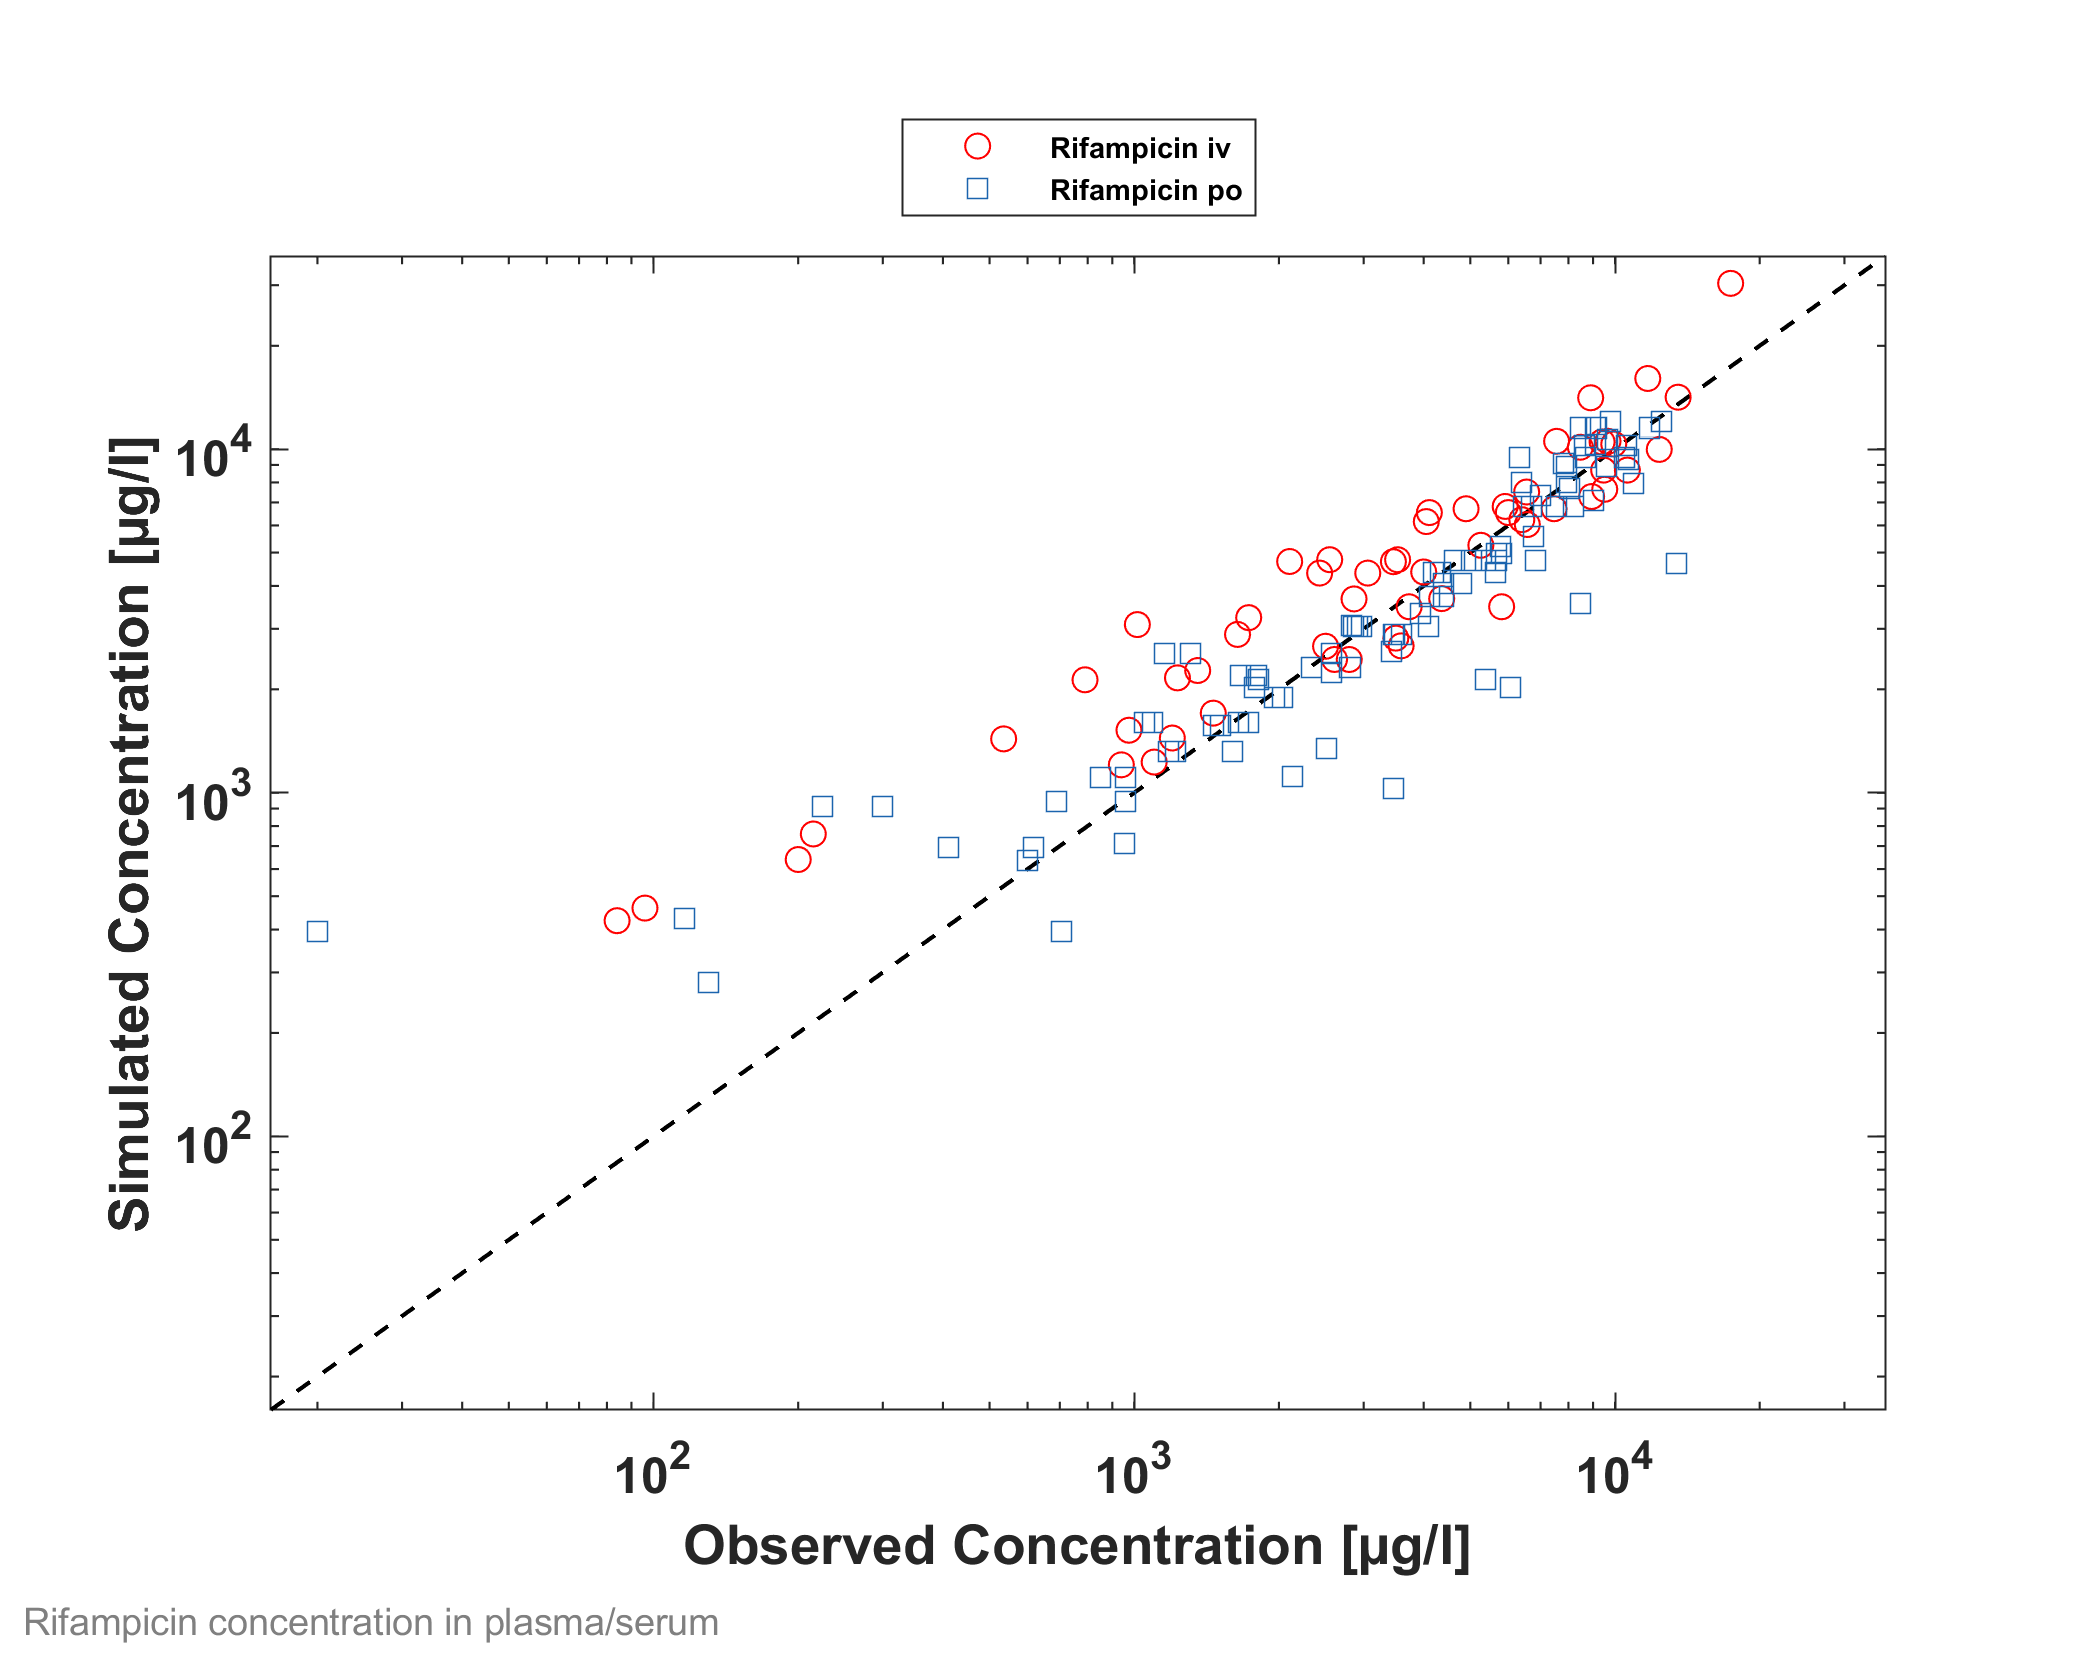 Rifampicin iv
Rifampicin po
Simulated Concentration [µg/l]
10^4
10^3
10^2
10^2 10^3 10^4
Observed Concentration [µg/l]
Rifampicin concentration in plasma/serum